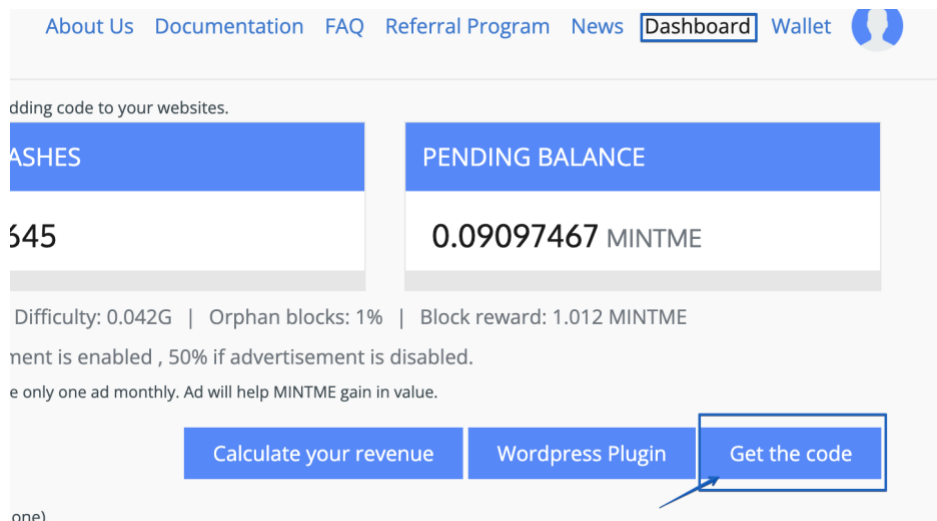 About Us Documentation FAQ Referral Program News Dashboard Wallet
dding code to your websites.
ASHES
PENDING BALANCE
645
0.09097467 MINTME
Difficulty: 0.042G | Orphan blocks: 1% | Block reward: 1.012 MINTME
ment is enabled , 50% if advertisement is disabled.
e only one ad monthly. Ad will help MINTME gain in value.
Calculate your revenue Wordpress Plugin Get the code
one)